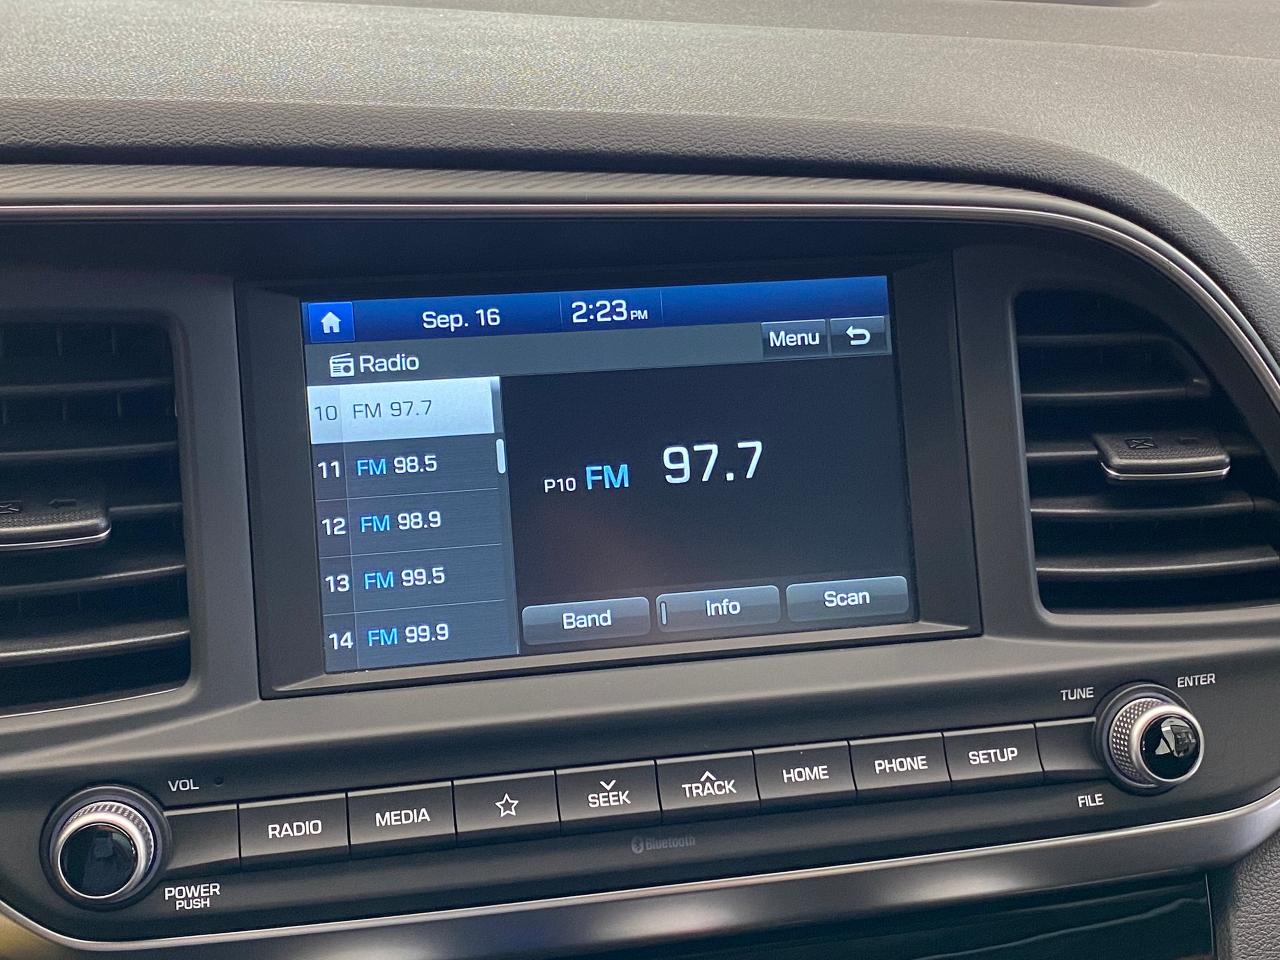 Sep. 16 2:23 PM
Radio Menu
10 FM 97.7
11 FM 98.5
12 FM 98.9
13 FM 99.5
14 FM 99.9
P10 FM 97.7
Band Info Scan
TUNE ENTER
VOL
RADIO MEDIA SEEK TRACK HOME PHONE SETUP
FILE
Bluetooth
POWER
PUSH